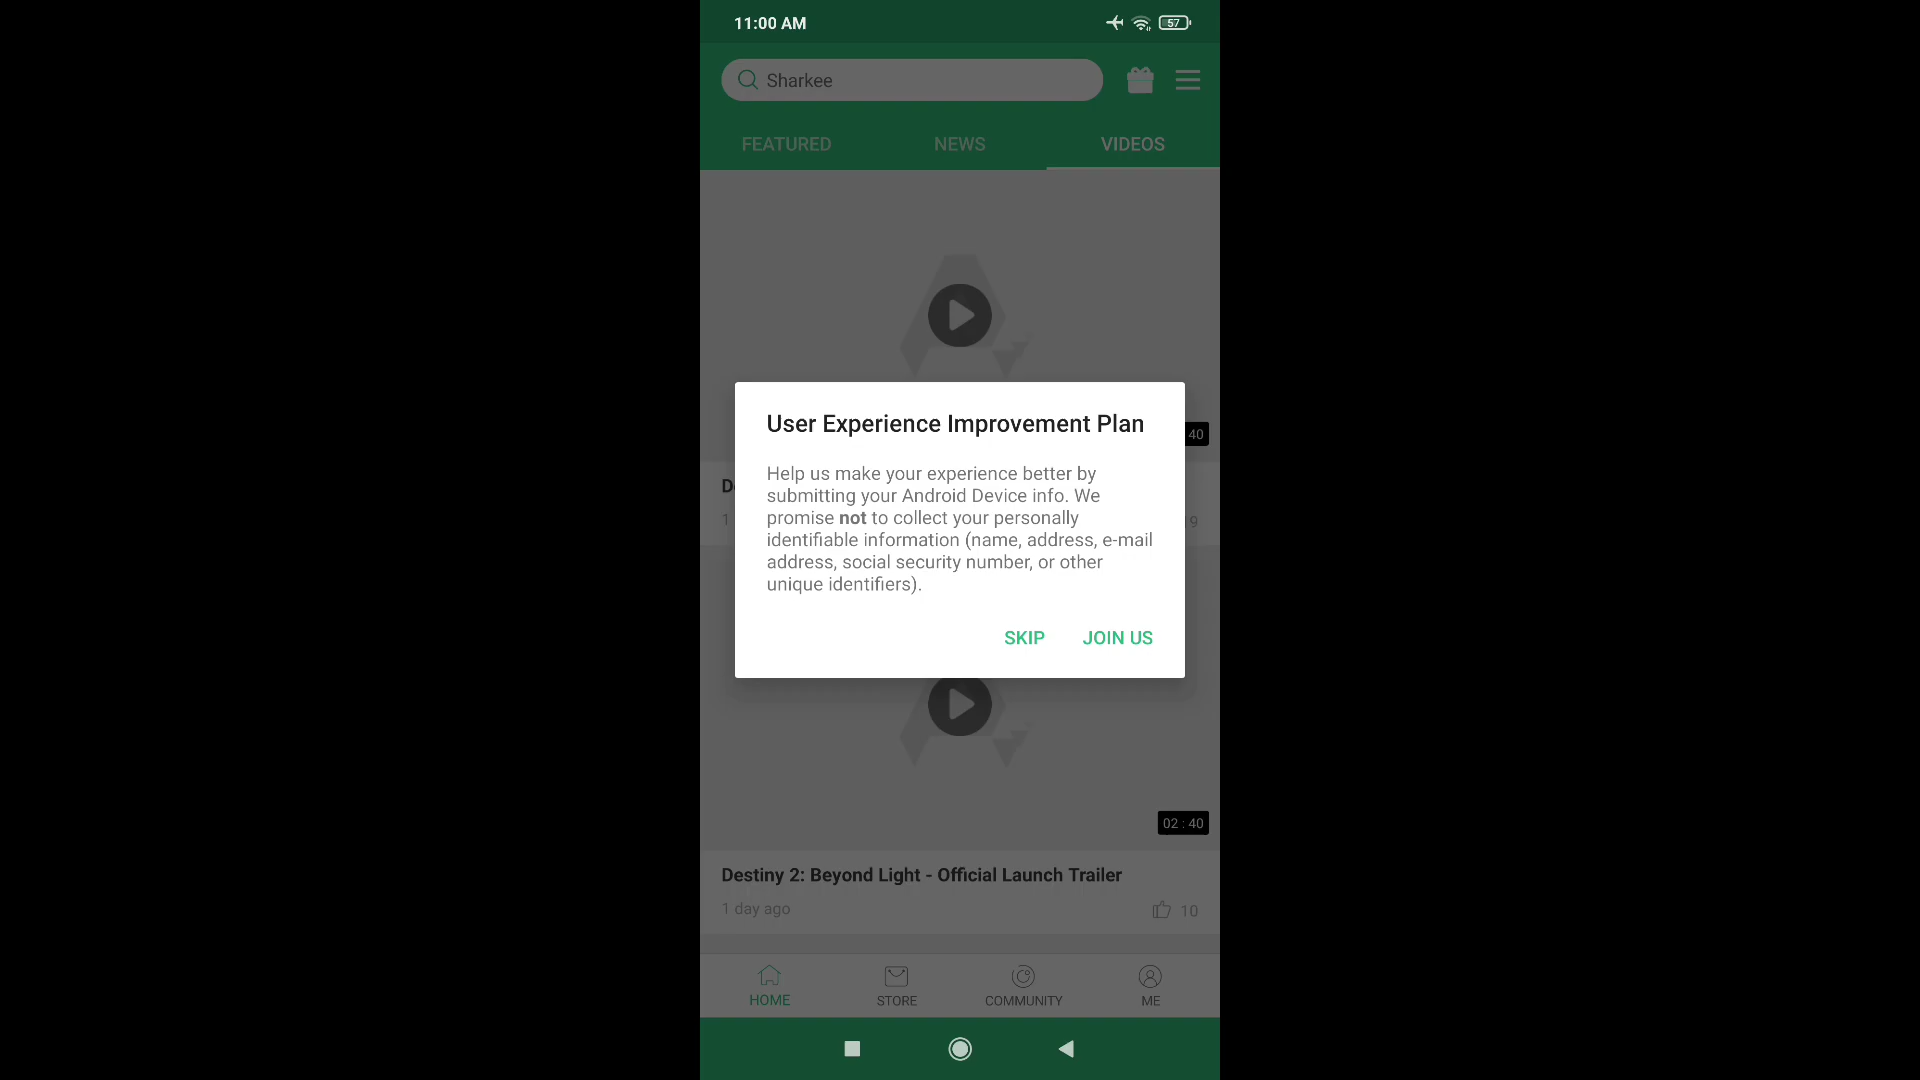 11:00 AM
57
Sharkee
FEATURED
NEWS
VIDEOS
40
D
1
9
User Experience Improvement Plan
Help us make your experience better by
submitting your Android Device info. We
promise not to collect your personally
identifiable information (name, address, e-mail
address, social security number, or other
unique identifiers).
SKIP
JOIN US
02 : 40
Destiny 2: Beyond Light - Official Launch Trailer
1 day ago
10
HOME
STORE
COMMUNITY
ME